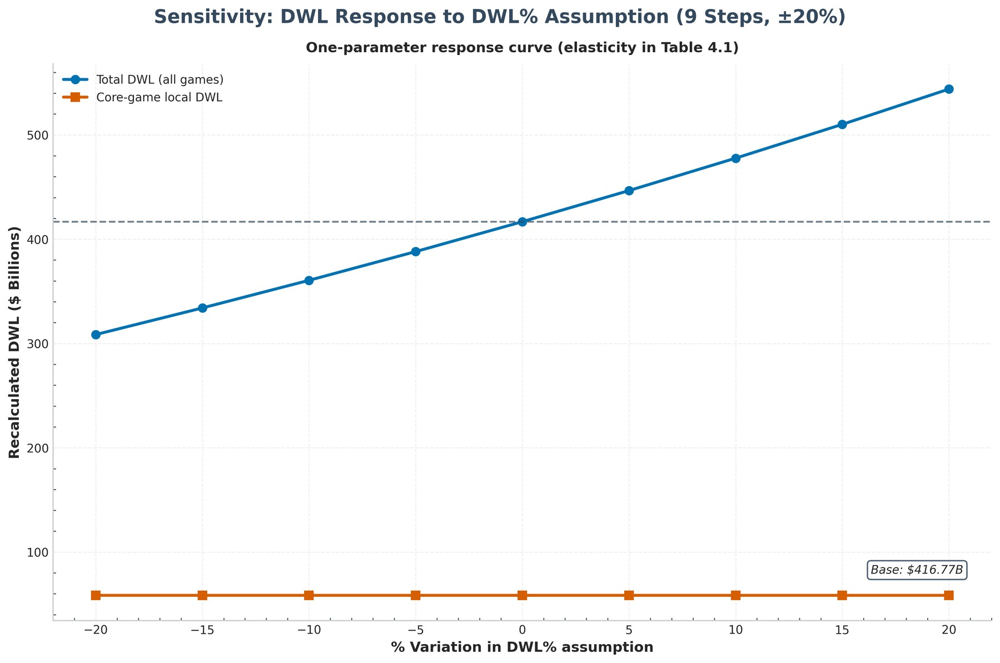 Sensitivity: DWL Response to DWL% Assumption (9 Steps, ±20%)
One-parameter response curve (elasticity in Table 4.1)
Total DWL (all games)
Core-game local DWL
Recalculated DWL ($ Billions)
500
400
300
200
100
Base: $416.77B
−20
−15
−10
−5
0
5
10
15
20
% Variation in DWL% assumption